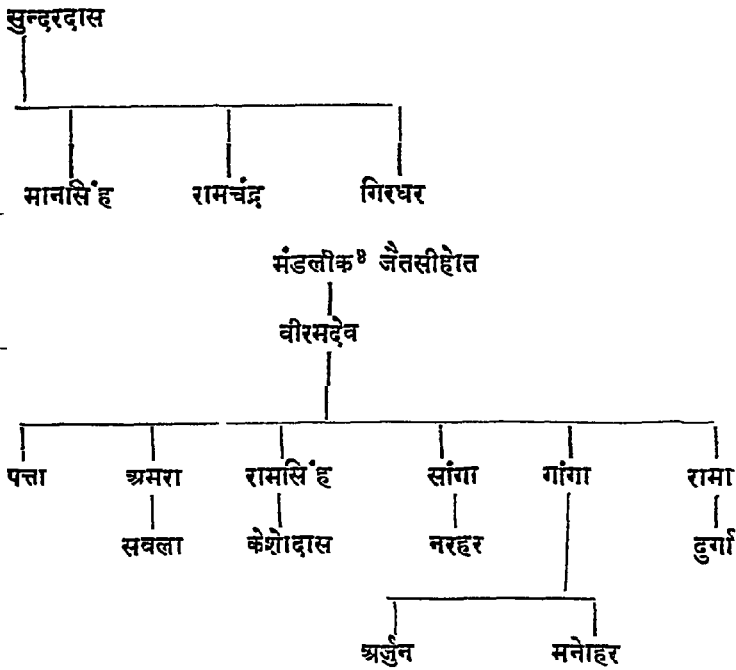 सुन्दरदास
मानसिंह रामचंद्र गिरधर
मंडलीक⁸ जैतसीहोत
वीरमदेव
पत्ता अमरा रामसिंह सांगा गांगा रामा
सवला केशोदास नरहर दुर्गा
अर्जुन मनोहर